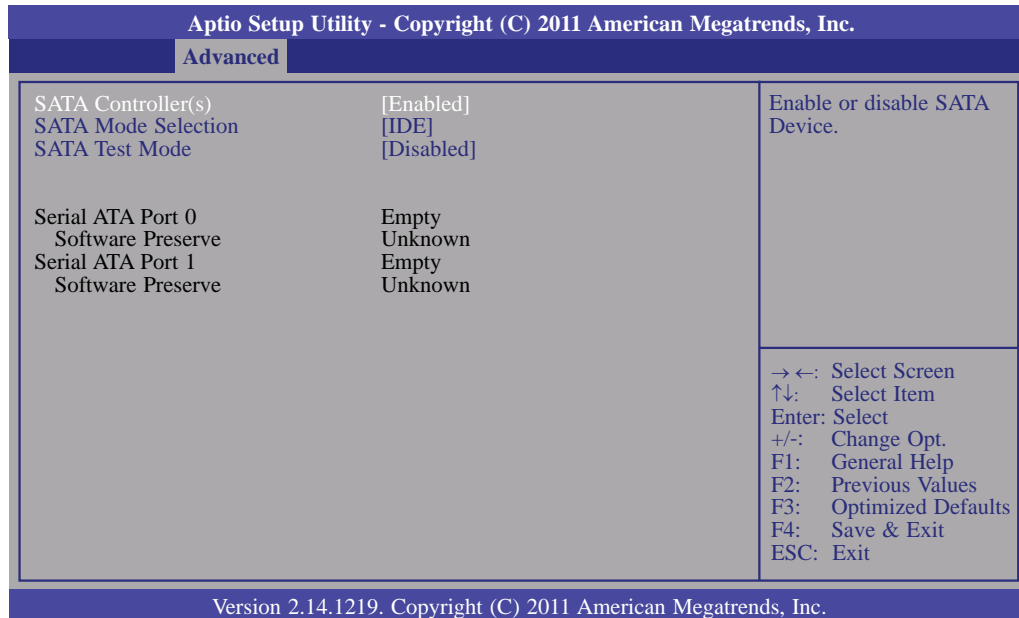 Aptio Setup Utility - Copyright (C) 2011 American Megatrends, Inc.
Advanced
SATA Controller(s) [Enabled]
SATA Mode Selection [IDE]
SATA Test Mode [Disabled]
Serial ATA Port 0 Empty
Software Preserve Unknown
Serial ATA Port 1 Empty
Software Preserve Unknown
Enable or disable SATA
Device.
→←: Select Screen
↑↓: Select Item
Enter: Select
+/-: Change Opt.
F1: General Help
F2: Previous Values
F3: Optimized Defaults
F4: Save & Exit
ESC: Exit
Version 2.14.1219. Copyright (C) 2011 American Megatrends, Inc.